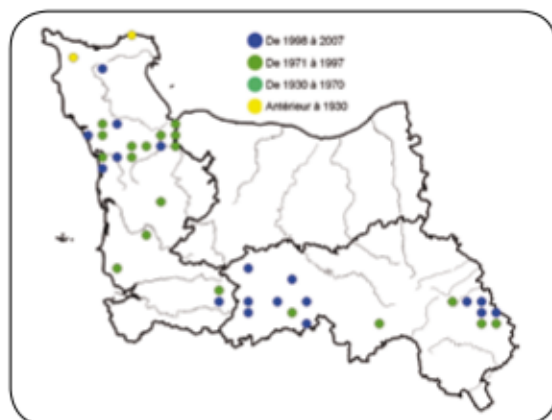 De 1998 à 2007
De 1971 à 1997
De 1930 à 1970
Antérieur à 1930